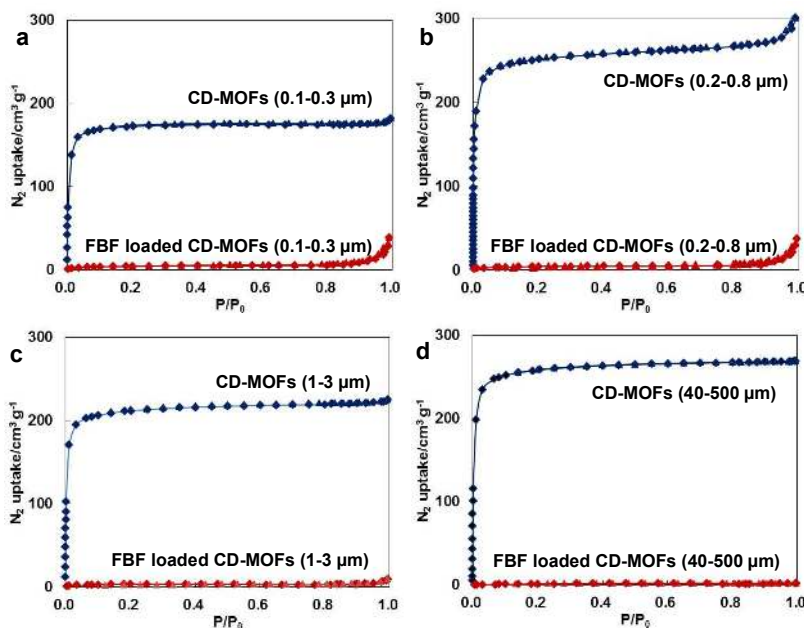 a
N₂ uptake/cm³ g⁻¹
300
200
100
0
CD-MOFs (0.1-0.3 µm)
FBF loaded CD-MOFs (0.1-0.3 µm)
0.0 0.2 0.4 0.6 0.8 1.0
P/P₀
b
N₂ uptake/cm³ g⁻¹
300
200
100
0
CD-MOFs (0.2-0.8 µm)
FBF loaded CD-MOFs (0.2-0.8 µm)
0.0 0.2 0.4 0.6 0.8 1.0
P/P₀
c
N₂ uptake/cm³ g⁻¹
300
200
100
0
CD-MOFs (1-3 µm)
FBF loaded CD-MOFs (1-3 µm)
0.0 0.2 0.4 0.6 0.8 1.0
P/P₀
d
N₂ uptake/cm³ g⁻¹
300
200
100
0
CD-MOFs (40-500 µm)
FBF loaded CD-MOFs (40-500 µm)
0.0 0.2 0.4 0.6 0.8 1.0
P/P₀